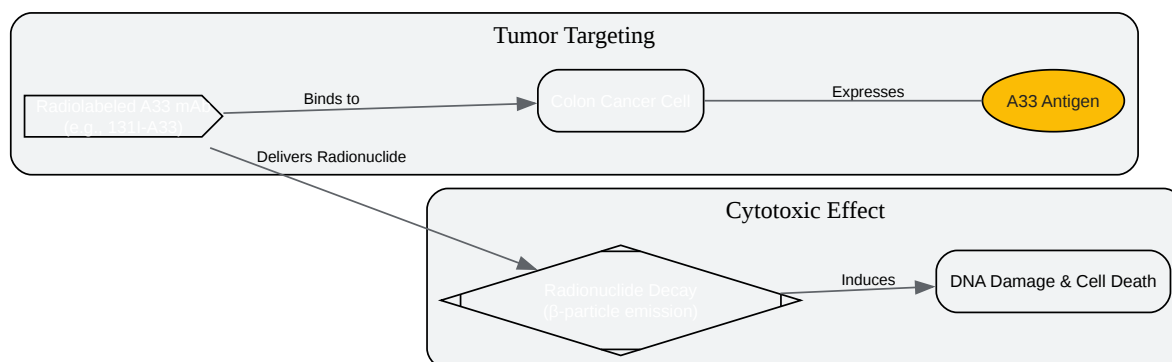 Tumor Targeting
Radiolabeled A33 mAb
(e.g., 131I-A33)
Binds to
Colon Cancer Cell
Expresses
A33 Antigen
Delivers Radionuclide
Cytotoxic Effect
Radionuclide Decay
(β-particle emission)
Induces
DNA Damage & Cell Death